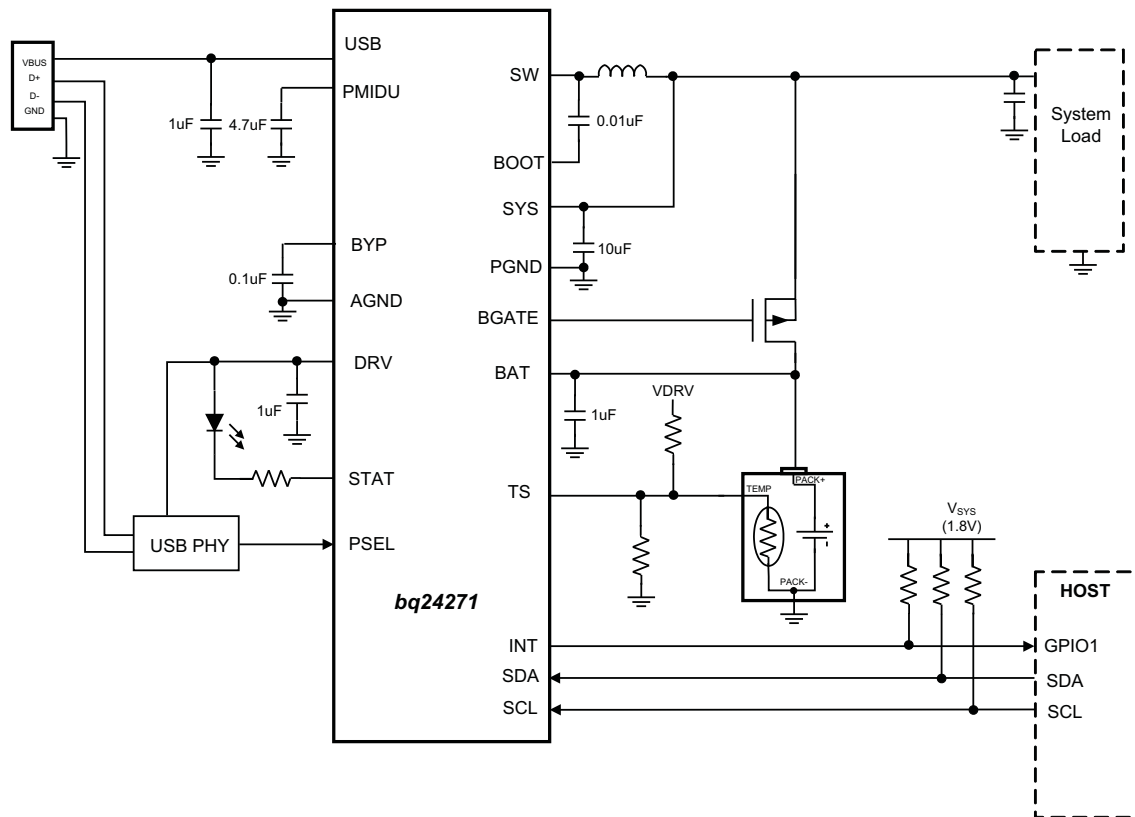 VBUS
D+
D-
GND
USB
PMIDU
1uF
4.7uF
BYP
0.1uF
AGND
DRV
1uF
STAT
USB PHY
PSEL
bq24271
SW
0.01uF
BOOT
SYS
10uF
PGND
BGATE
BAT
1uF
VDRV
TS
TEMP
PACK+
+
-
PACK-
System
Load
VSYS
(1.8V)
HOST
INT
GPIO1
SDA
SDA
SCL
SCL